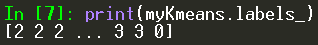 In [7]: print(myKmeans.labels_)
[2 2 2 ... 3 3 0]